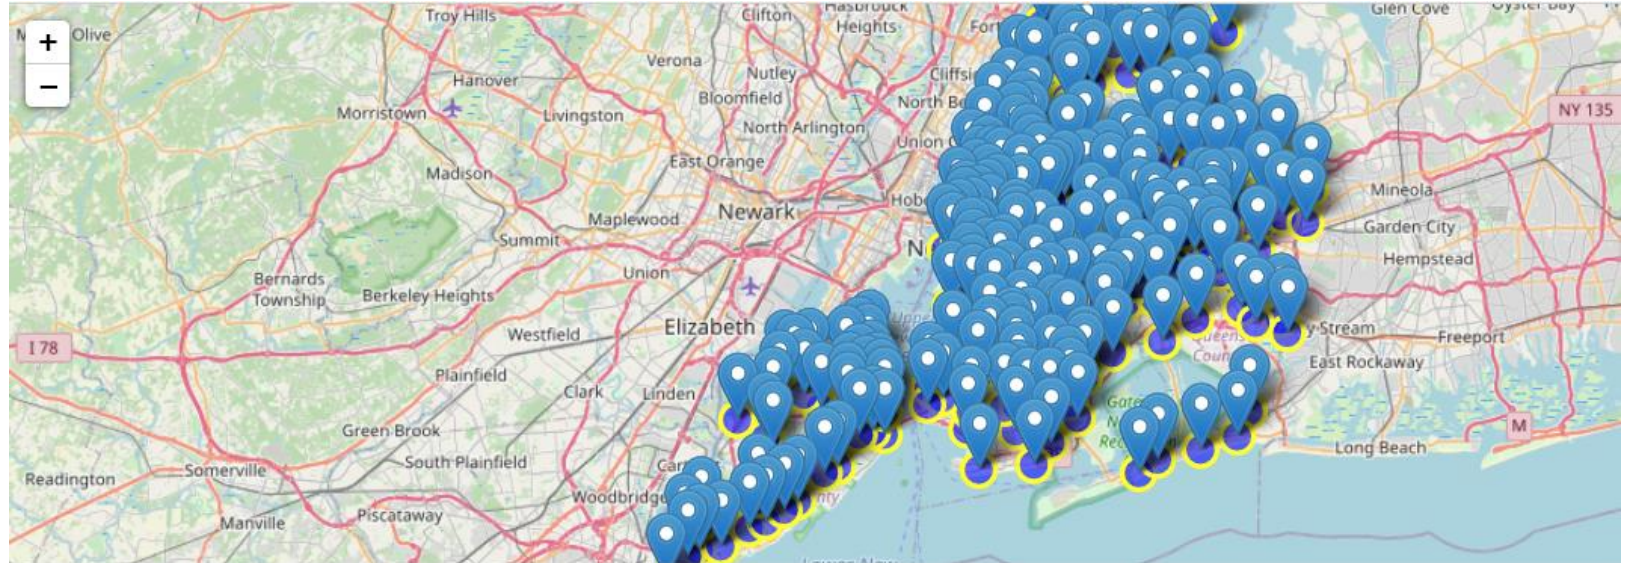 +
−
Troy Hills
Clifton
Heights
Glen Cove
Hanover
Verona
Nutley
NY 135
Bloomfield
Morristown
Livingston
North Arlington
East Orange
Madison
Mineola
Newark
Maplewood
Garden City
Summit
Hempstead
Union
Bernards
Township
Berkeley Heights
Elizabeth
Westfield
I 78
Freeport
East Rockaway
Plainfield
Clark
Linden
M
Green Brook
Long Beach
South Plainfield
Somerville
Readington
Woodbridge
Piscataway
Manville